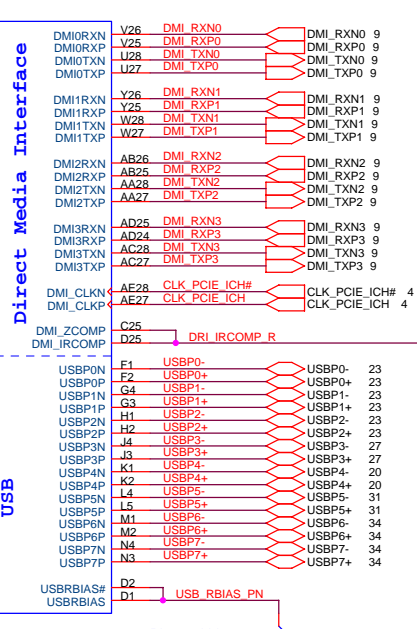 Direct Media Interface
DMI0RXN V26 DMI_RXN0 DMI_RXN0 9
DMI0RXP V25 DMI_RXP0 DMI_RXP0 9
DMI0TXN U28 DMI_TXN0 DMI_TXN0 9
DMI0TXP U27 DMI_TXP0 DMI_TXP0 9
DMI1RXN Y26 DMI_RXN1 DMI_RXN1 9
DMI1RXP Y25 DMI_RXP1 DMI_RXP1 9
DMI1TXN W28 DMI_TXN1 DMI_TXN1 9
DMI1TXP W27 DMI_TXP1 DMI_TXP1 9
DMI2RXN AB26 DMI_RXN2 DMI_RXN2 9
DMI2RXP AB25 DMI_RXP2 DMI_RXP2 9
DMI2TXN AA28 DMI_TXN2 DMI_TXN2 9
DMI2TXP AA27 DMI_TXP2 DMI_TXP2 9
DMI3RXN AD25 DMI_RXN3 DMI_RXN3 9
DMI3RXP AD24 DMI_RXP3 DMI_RXP3 9
DMI3TXN AC28 DMI_TXN3 DMI_TXN3 9
DMI3TXP AC27 DMI_TXP3 DMI_TXP3 9
DMI_CLKN AE28 CLK_PCIE_ICH# CLK_PCIE_ICH# 4
DMI_CLKP AE27 CLK_PCIE_ICH CLK_PCIE_ICH 4
DMI_ZCOMP C25
DMI_IRCOMP D25 DRI_IRCOMP_R
USB
USBP0N F1 USBP0- USBP0- 23
USBP0P F2 USBP0+ USBP0+ 23
USBP1N G4 USBP1- USBP1- 23
USBP1P G3 USBP1+ USBP1+ 23
USBP2N H1 USBP2- USBP2- 23
USBP2P H2 USBP2+ USBP2+ 23
USBP3N J4 USBP3- USBP3- 27
USBP3P J3 USBP3+ USBP3+ 27
USBP4N K1 USBP4- USBP4- 20
USBP4P K2 USBP4+ USBP4+ 20
USBP5N L4 USBP5- USBP5- 31
USBP5P L5 USBP5+ USBP5+ 31
USBP6N M1 USBP6- USBP6- 34
USBP6P M2 USBP6+ USBP6+ 34
USBP7N N4 USBP7- USBP7- 34
USBP7P N3 USBP7+ USBP7+ 34
USBRBIAS# D2
USBRBIAS D1 USB_RBIAS_PN